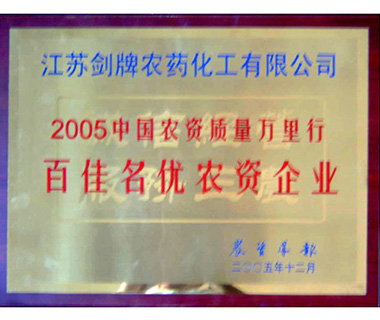 江苏剑牌农药化工有限公司
2005中国农资质量万里行
百佳名优农资企业
农资导报
二〇〇五年十二月